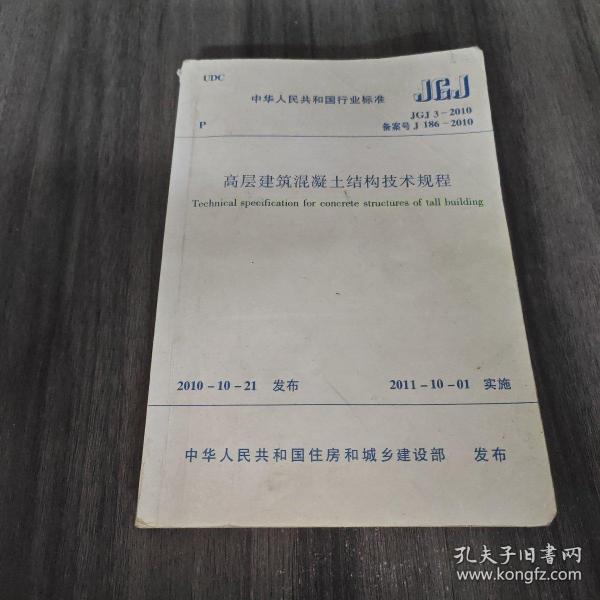 UDC
中华人民共和国行业标准
JGJ
JGJ 3-2010
P
备案号 J 186-2010
高层建筑混凝土结构技术规程
Technical specification for concrete structures of tall building
2010-10-21 发布
2011-10-01 实施
中华人民共和国住房和城乡建设部 发布
孔夫子旧书网
www.kongfz.com